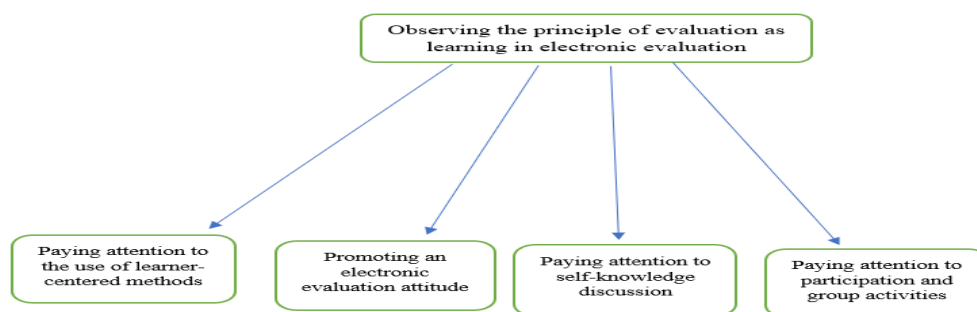 Observing the principle of evaluation as
learning in electronic evaluation
Paying attention to
the use of learner-
centered methods
Promoting an
electronic
evaluation attitude
Paying attention to
self-knowledge
discussion
Paying attention to
participation and
group activities